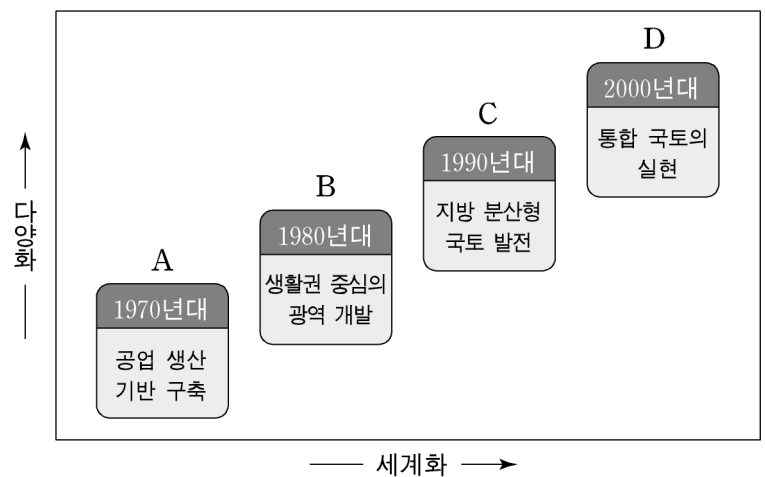 D
2000년대
통합 국토의
실현
C
1990년대
지방 분산형
국토 발전
B
1980년대
생활권 중심의
광역 개발
A
1970년대
공업 생산
기반 구축
다양화
세계화